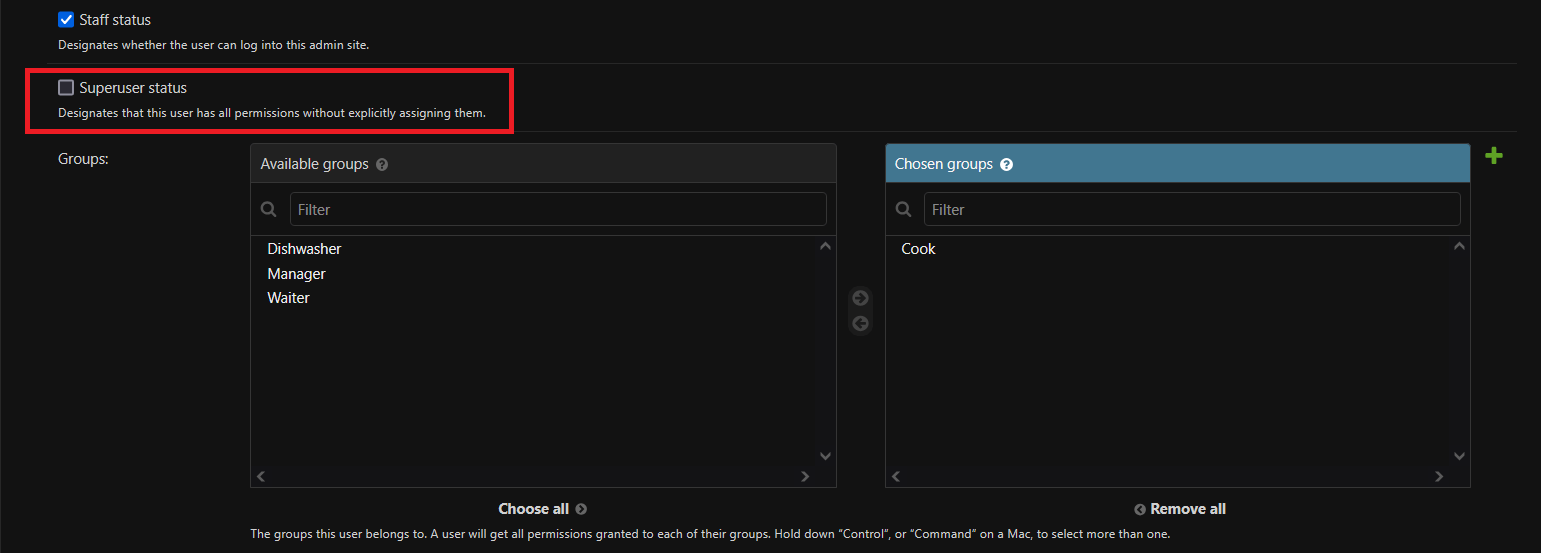 Staff status
Designates whether the user can log into this admin site.
Superuser status
Designates that this user has all permissions without explicitly assigning them.
Groups:
Available groups
Chosen groups
Filter
Filter
Dishwasher
Manager
Waiter
Cook
Choose all
Remove all
The groups this user belongs to. A user will get all permissions granted to each of their groups. Hold down “Control”, or “Command” on a Mac, to select more than one.